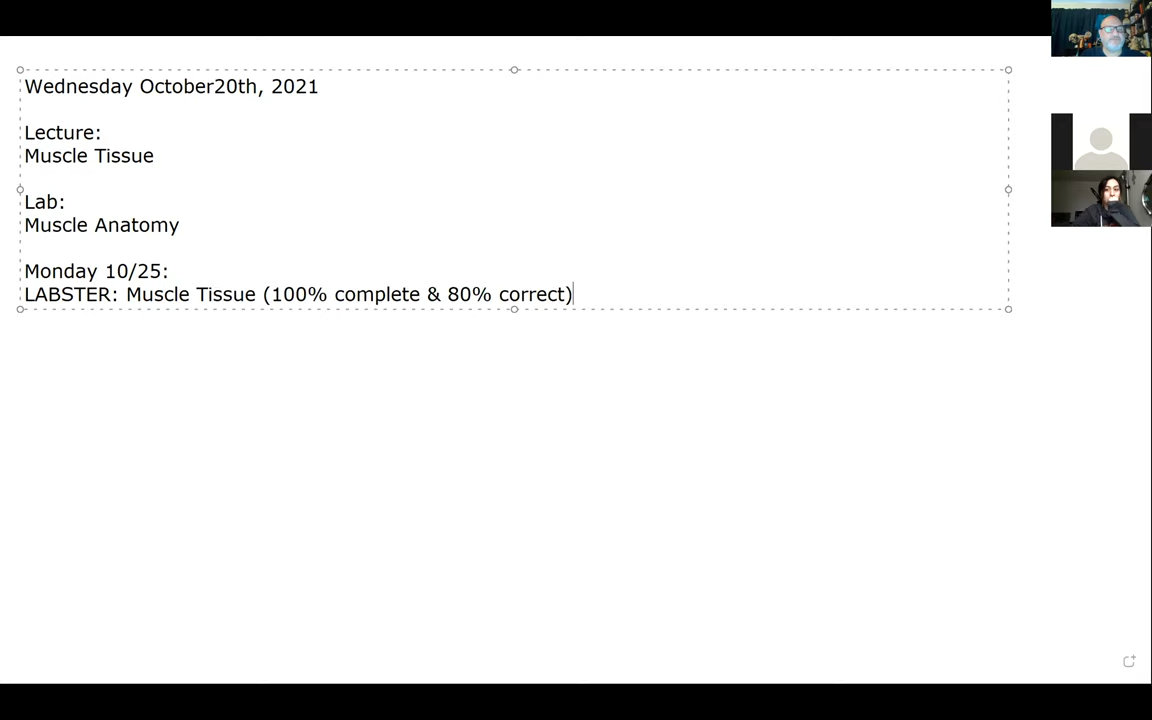 Wednesday October20th, 2021
Lecture:
Muscle Tissue
Lab:
Muscle Anatomy
Monday 10/25:
LABSTER: Muscle Tissue (100% complete & 80% correct)